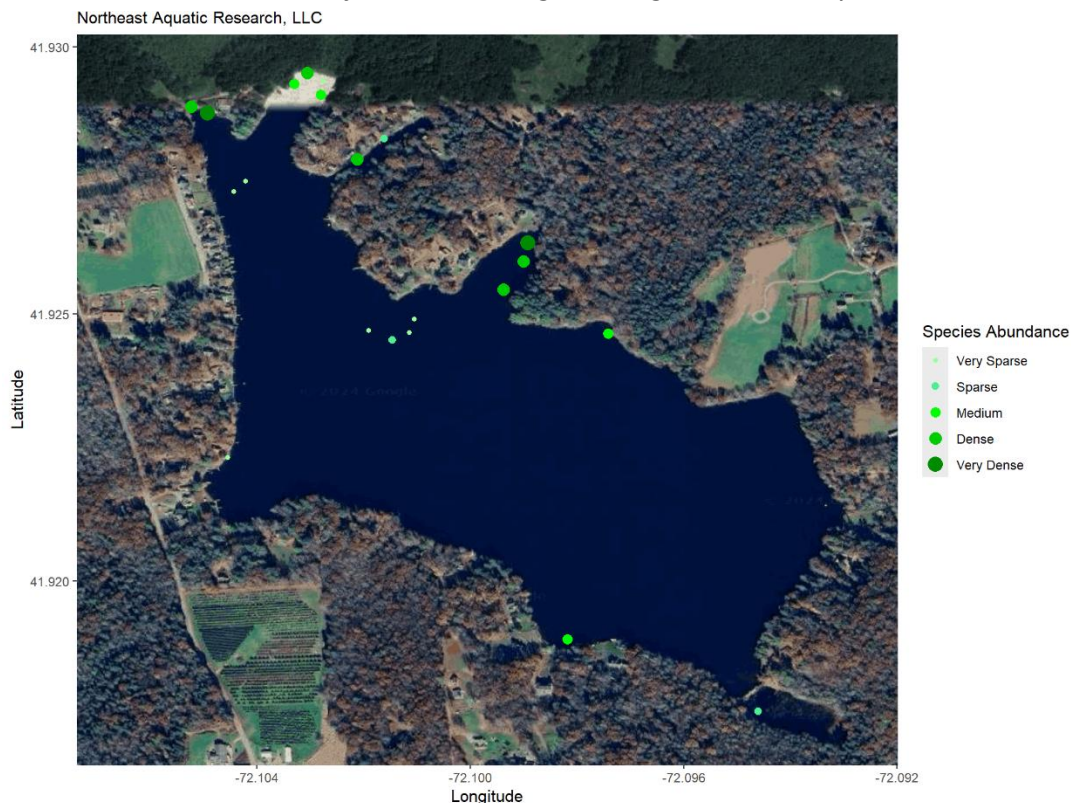 Northeast Aquatic Research, LLC
41.930
41.925
41.920
Latitude
-72.104
-72.100
-72.096
-72.092
Longitude
Species Abundance
Very Sparse
Sparse
Medium
Dense
Very Dense